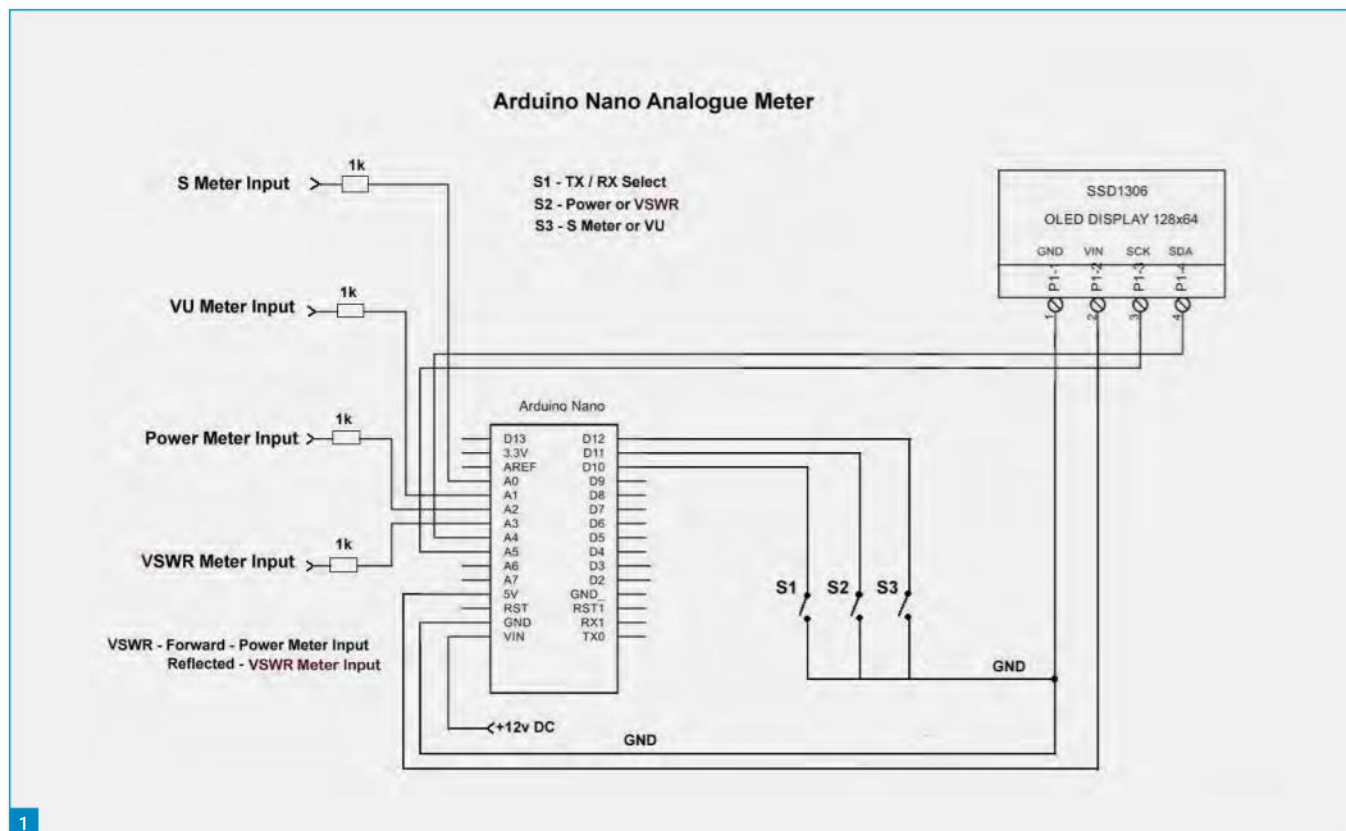 Arduino Nano Analogue Meter
S Meter Input
1k
S1 - TX / RX Select
S2 - Power or VSWR
S3 - S Meter or VU
SSD1306
OLED DISPLAY 128x64
GND VIN SCK SDA
P1-1 P1-2 P1-3 P1-4
1 2 3 4
VU Meter Input
1k
Power Meter Input
1k
VSWR Meter Input
1k
Arduino Nano
D13 D12
3.3V D11
AREF D10
A0 D9
A1 D8
A2 D7
A3 D6
A4 D5
A5 D4
A6 D3
A7 D2
5V GND_
RST RST1
GND RX1
VIN TX0
S1 S2 S3
GND
VSWR - Forward - Power Meter Input
Reflected - VSWR Meter Input
+12v DC
GND
1